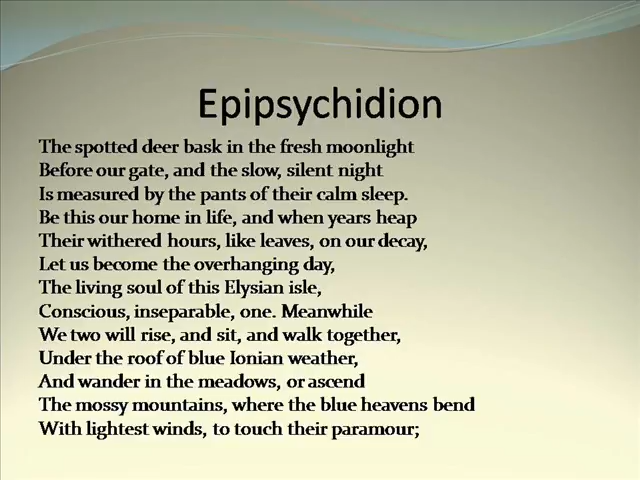 Epipsychidion
The spotted deer bask in the fresh moonlight
Before our gate, and the slow, silent night
Is measured by the pants of their calm sleep.
Be this our home in life, and when years heap
Their withered hours, like leaves, on our decay,
Let us become the overhanging day,
The living soul of this Elysian isle,
Conscious, inseparable, one. Meanwhile
We two will rise, and sit, and walk together,
Under the roof of blue Ionian weather,
And wander in the meadows, or ascend
The mossy mountains, where the blue heavens bend
With lightest winds, to touch their paramour;